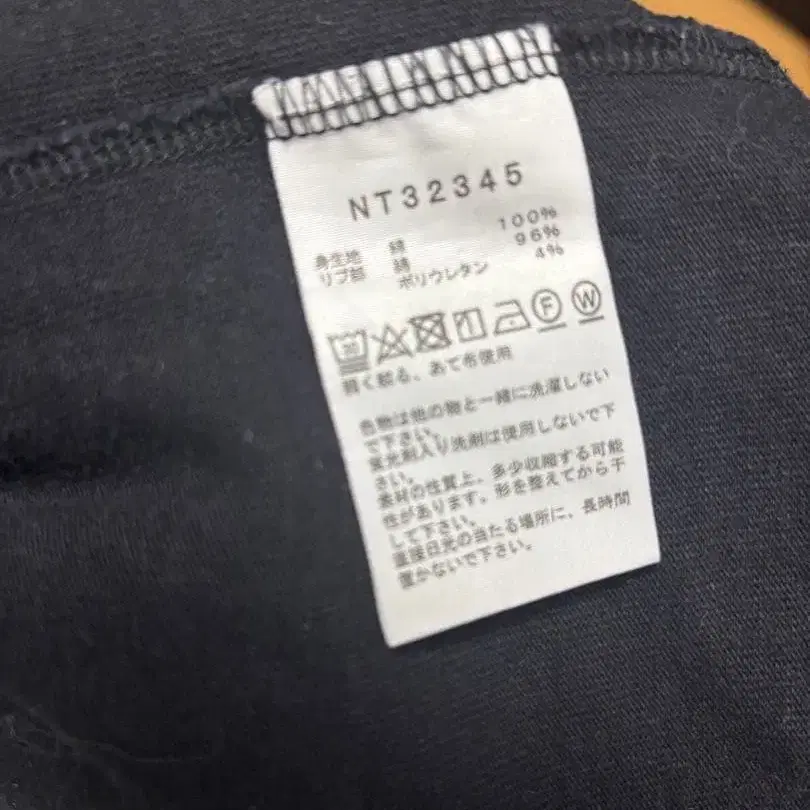 NT32345
身生地 綿 100%
リブ部 綿 96%
ポリウレタン 4%
F W
軽く絞る、あて布使用
色物は他の物と一緒に洗濯しない
で下さい。
蛍光剤入り洗剤は使用しないで下
さい。
素材の性質上、多少収縮する可能
性があります。形を整えてから干
して下さい。
直接日光の当たる場所に、長時間
置かないで下さい。